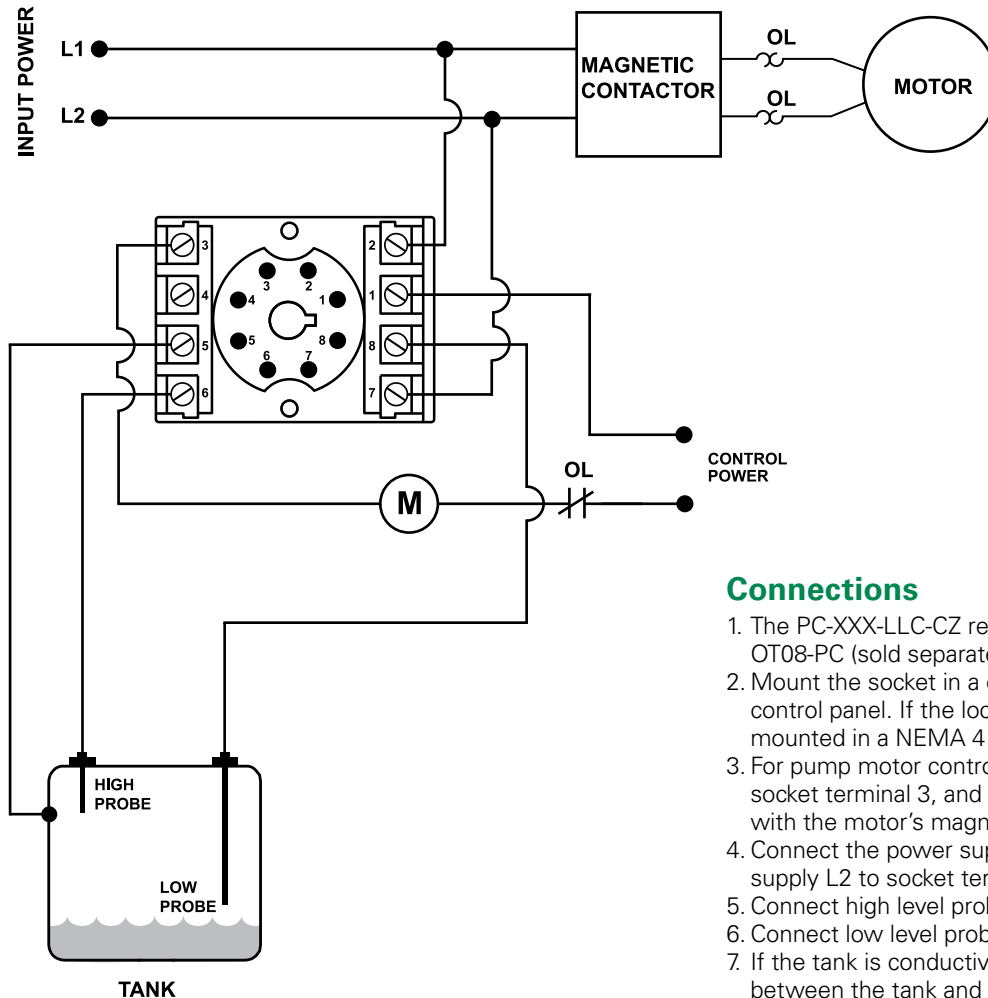 INPUT POWER
L1
L2
MAGNETIC
CONTACTOR
OL
OL
MOTOR
3
4
5
6
3
2
4
1
5
8
6
7
2
1
8
7
CONTROL
POWER
M
OL
HIGH
PROBE
LOW
PROBE
TANK
Connections
1. The PC-XXX-LLC-CZ re
OT08-PC (sold separate
2. Mount the socket in a
control panel. If the loc
mounted in a NEMA 4
3. For pump motor contro
socket terminal 3, and
with the motor's magn
4. Connect the power sup
supply L2 to socket ter
5. Connect high level prob
6. Connect low level prob
7. If the tank is conductiv
between the tank and